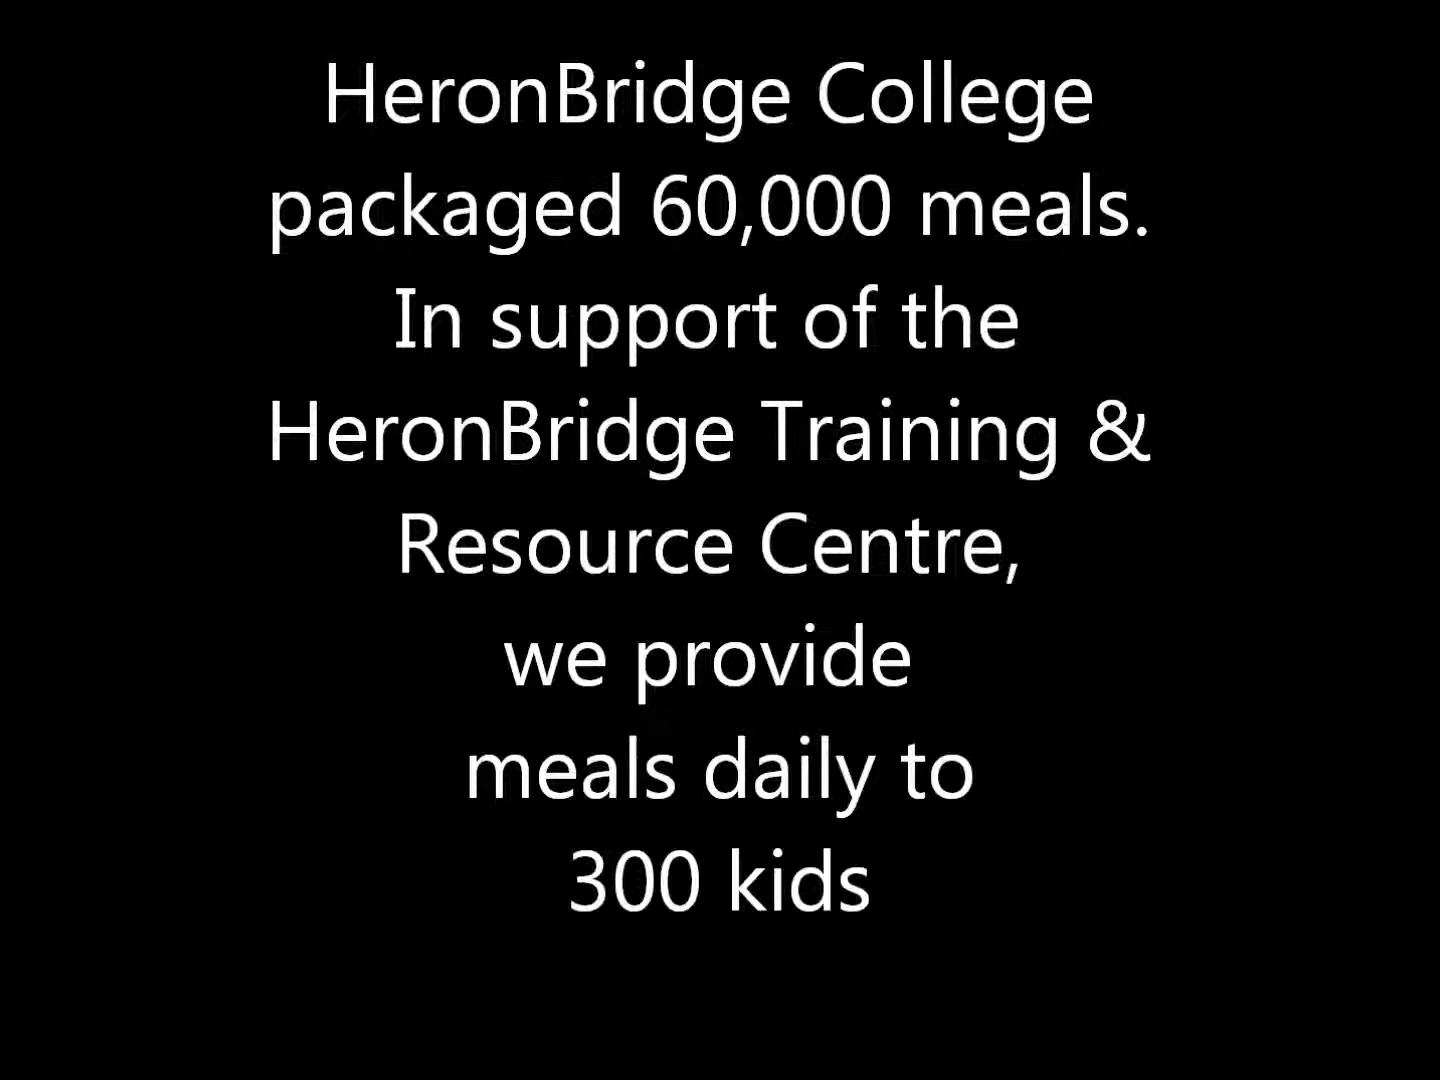 HeronBridge College
packaged 60,000 meals.
In support of the
HeronBridge Training &
Resource Centre,
we provide
meals daily to
300 kids